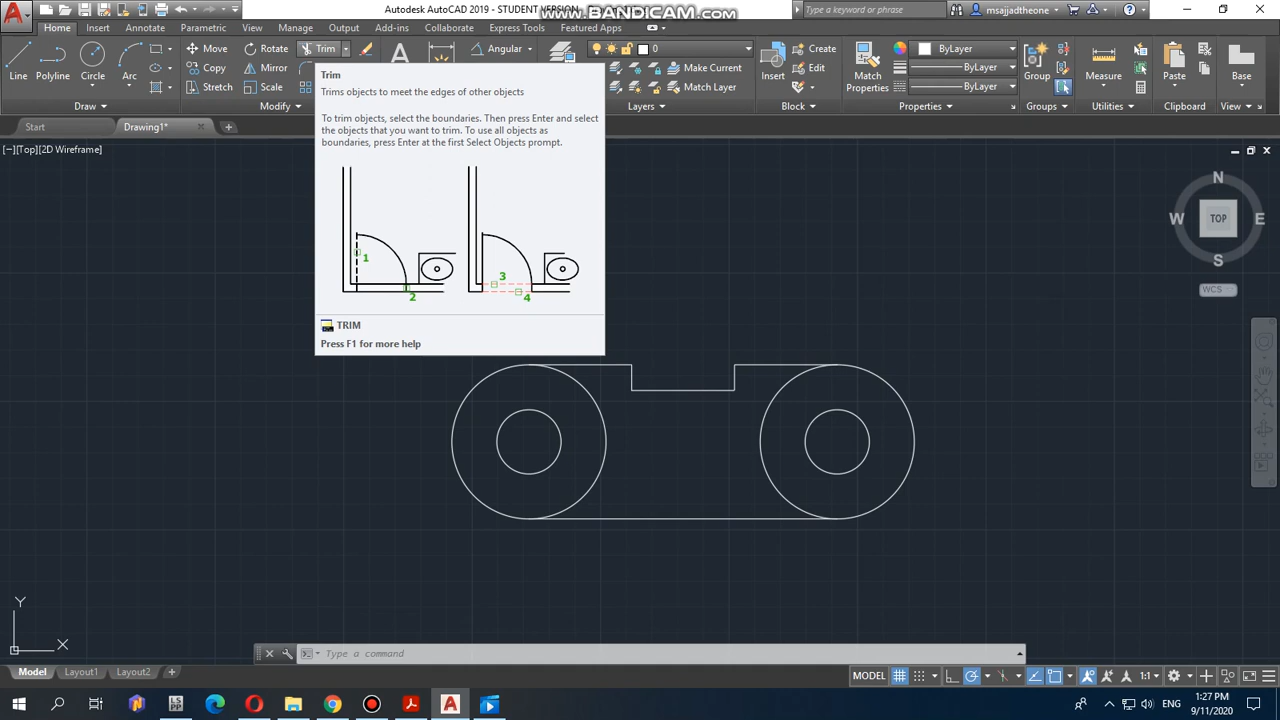 Autodesk AutoCAD 2019 - STUDENT VERSION
www.BANDICAM.com
Type a keyword or phrase
msajjadtheone
Home Insert Annotate Parametric View Manage Output Add-ins Collaborate Express Tools Featured Apps
Line Polyline Circle Arc
Move Rotate Trim
Copy Mirror
Stretch Scale
Angular
0
Make Current
Match Layer
Insert
Create
Edit
Match Properties
ByLayer
ByLayer
ByLayer
Group
Measure
Paste
Base
Draw Modify Layers Block Properties Groups Utilities Clipboard View
Start Drawing1*
[−][Top][2D Wireframe]
Trim
Trims objects to meet the edges of other objects
To trim objects, select the boundaries. Then press Enter and select
the objects that you want to trim. To use all objects as
boundaries, press Enter at the first Select Objects prompt.
1 2 3 4
TRIM
Press F1 for more help
N
W TOP E
S
WCS
Y
X
Type a command
Model Layout1 Layout2
MODEL 1:1
ENG 1:27 PM
9/11/2020